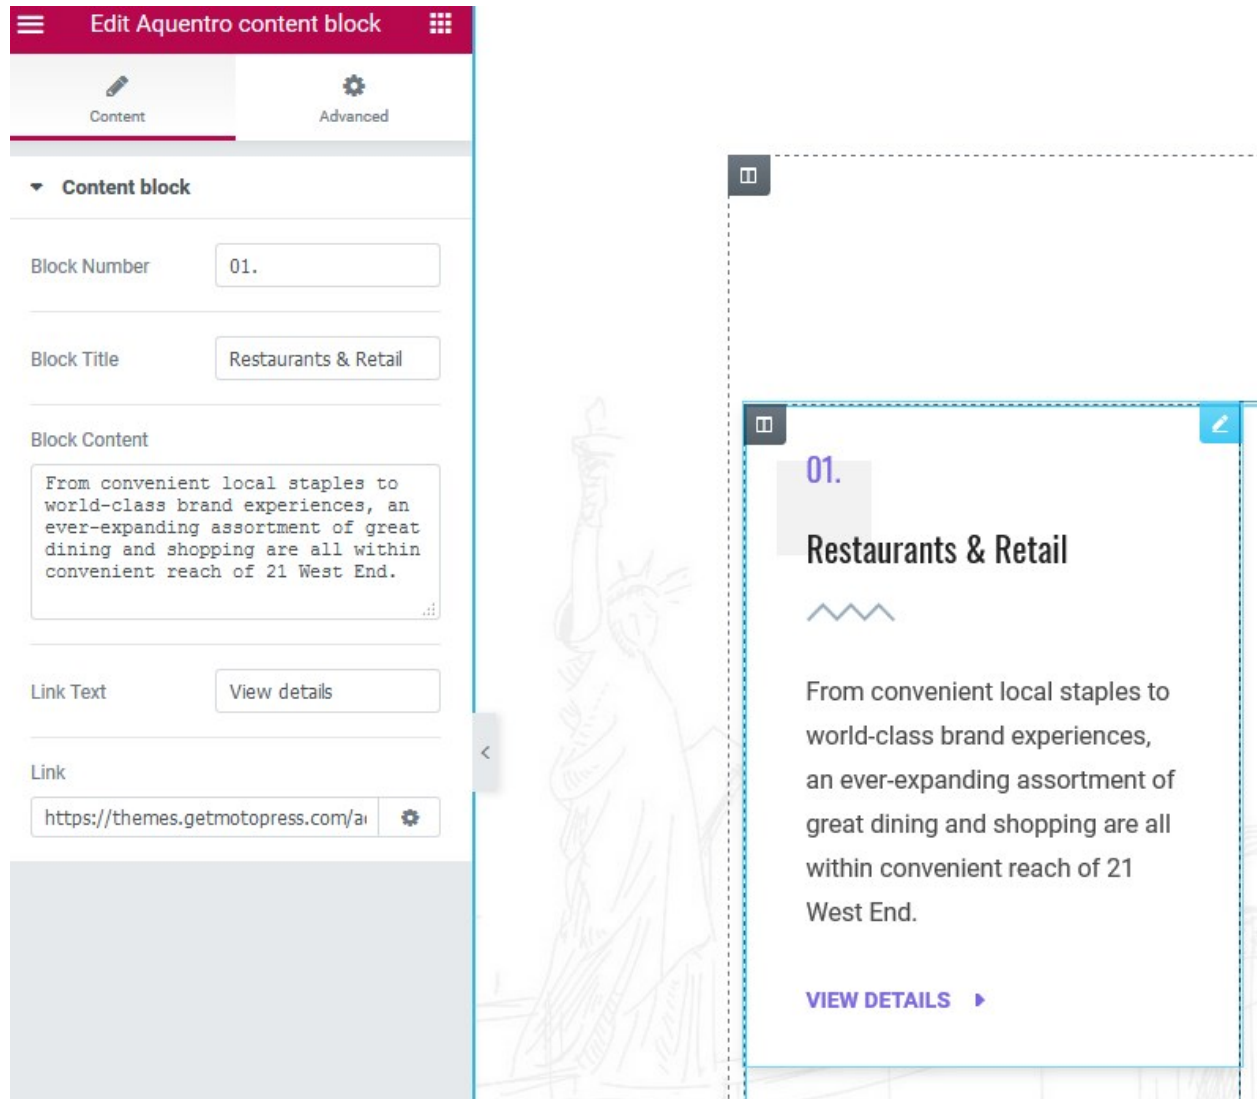 Edit Aquentro content block
Content
Advanced
Content block
Block Number
01.
Block Title
Restaurants & Retail
Block Content
From convenient local staples to
world-class brand experiences, an
ever-expanding assortment of great
dining and shopping are all within
convenient reach of 21 West End.
Link Text
View details
Link
https://themes.getmotopress.com/a
01.
Restaurants & Retail
From convenient local staples to
world-class brand experiences,
an ever-expanding assortment of
great dining and shopping are all
within convenient reach of 21
West End.
VIEW DETAILS